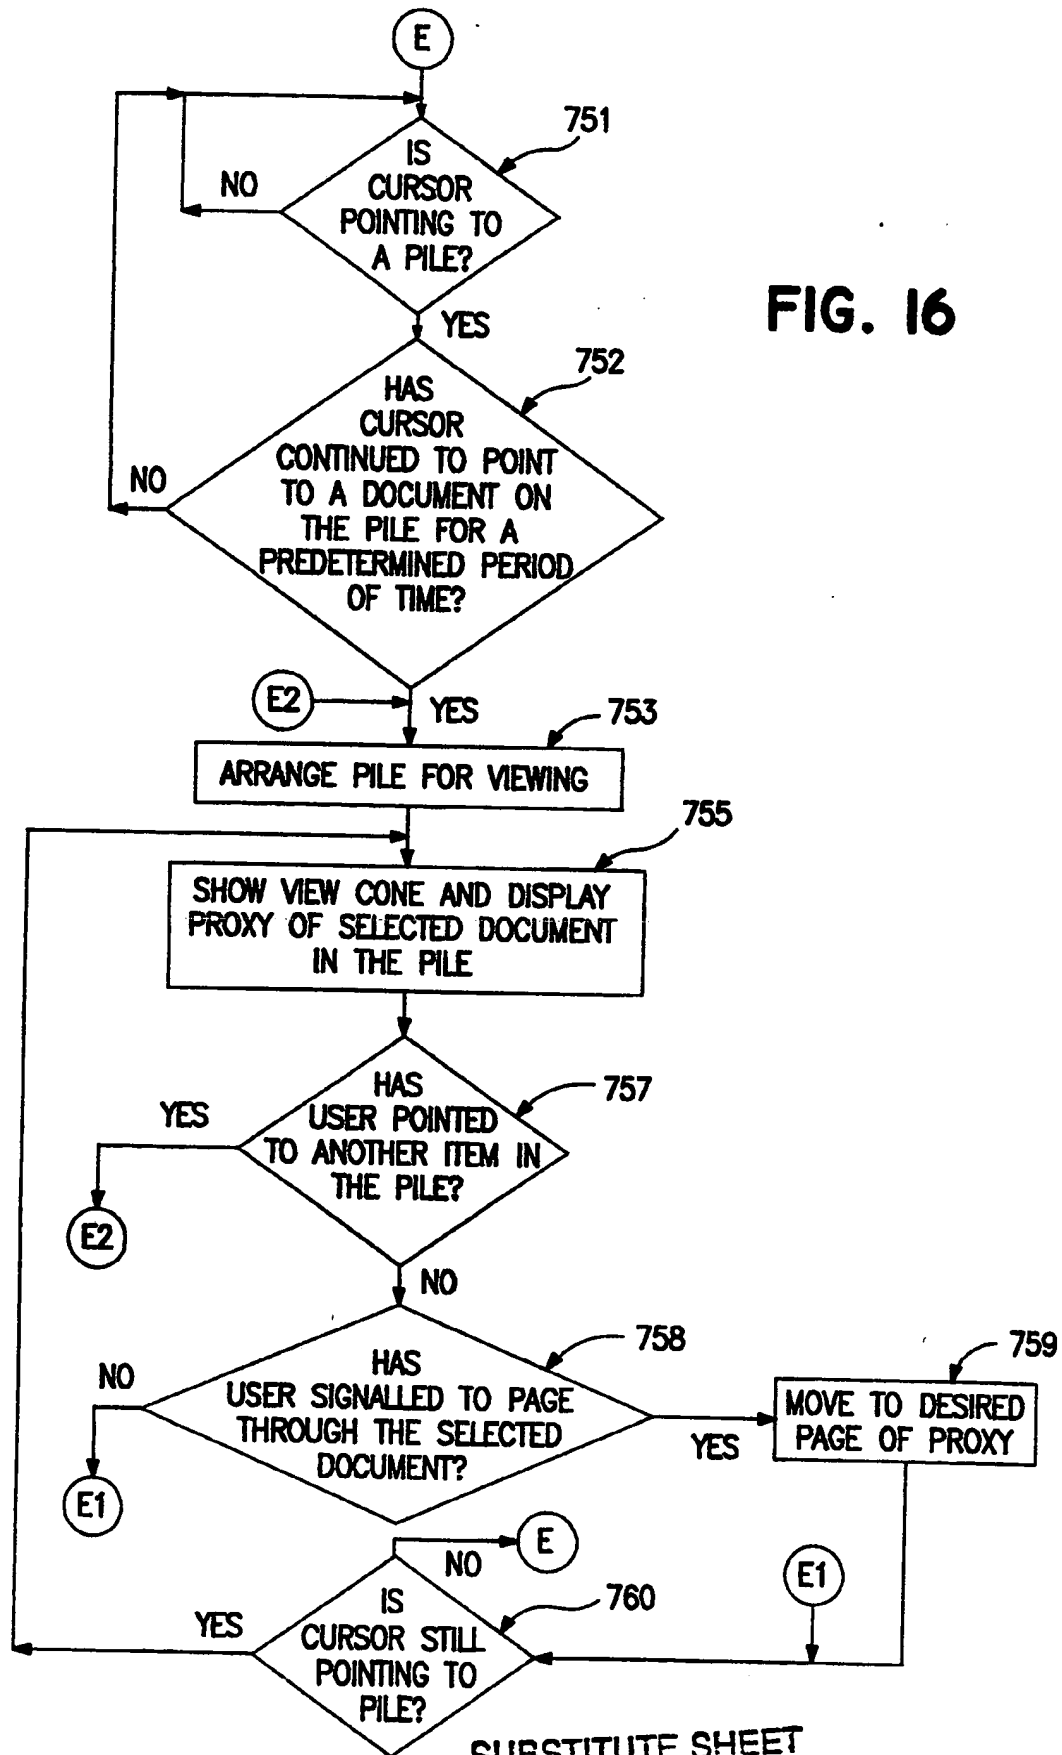 E
751
IS
CURSOR
POINTING TO
A PILE?
NO
FIG. 16
YES
752
HAS
CURSOR
CONTINUED TO POINT
TO A DOCUMENT ON
THE PILE FOR A
PREDETERMINED PERIOD
OF TIME?
NO
E2
YES
753
ARRANGE PILE FOR VIEWING
755
SHOW VIEW CONE AND DISPLAY
PROXY OF SELECTED DOCUMENT
IN THE PILE
757
HAS
USER POINTED
TO ANOTHER ITEM IN
THE PILE?
YES
E2
NO
758
HAS
USER SIGNALLED TO PAGE
THROUGH THE SELECTED
DOCUMENT?
NO
E1
YES
759
MOVE TO DESIRED
PAGE OF PROXY
E
NO
E1
760
IS
CURSOR STILL
POINTING TO
PILE?
YES
SUBSTITUTE SHEET